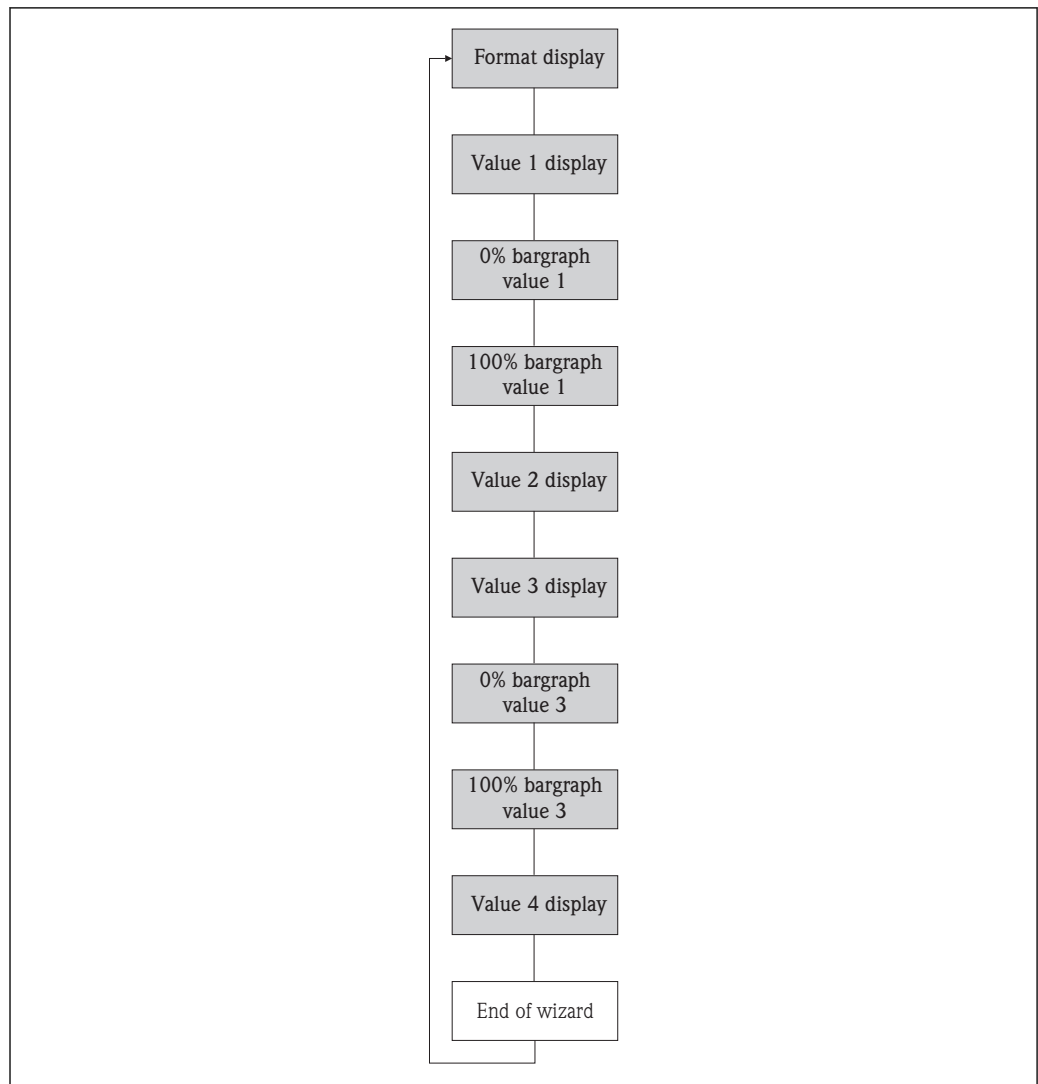 Format display
Value 1 display
0% bargraph
value 1
100% bargraph
value 1
Value 2 display
Value 3 display
0% bargraph
value 3
100% bargraph
value 3
Value 4 display
End of wizard